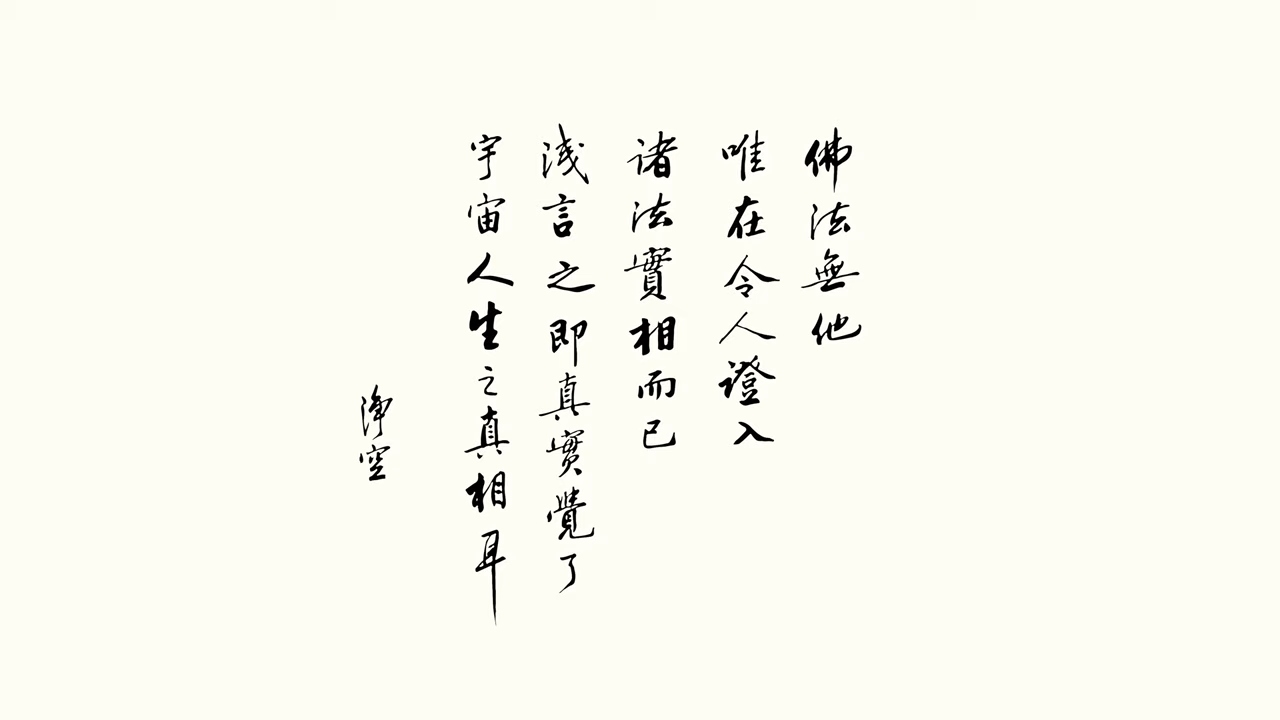 佛法無他
唯在令人證入
诸法實相而已
淺言之即真實覺了
宇宙人生之真相耳
淨空